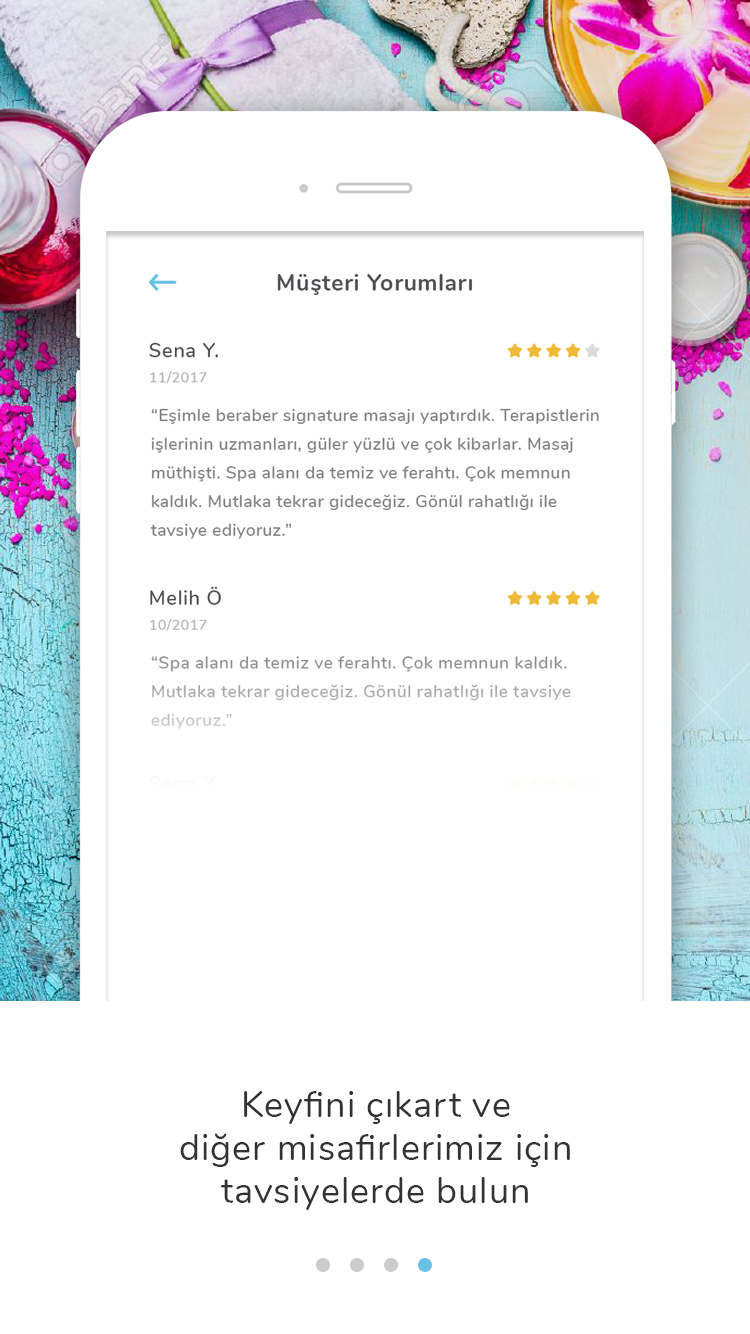 Müşteri Yorumları
Sena Y.
11/2017
“Eşimle beraber signature masajı yaptırdık. Terapistlerin
işlerinin uzmanları, güler yüzlü ve çok kibarlar. Masaj
müthişti. Spa alanı da temiz ve ferahtı. Çok memnun
kaldık. Mutlaka tekrar gideceğiz. Gönül rahatlığı ile
tavsiye ediyoruz.”
Melih Ö
10/2017
“Spa alanı da temiz ve ferahtı. Çok memnun kaldık.
Mutlaka tekrar gideceğiz. Gönül rahatlığı ile tavsiye
ediyoruz.”
Sena Y.
Keyfini çıkart ve
diğer misafirlerimiz için
tavsiyelerde bulun